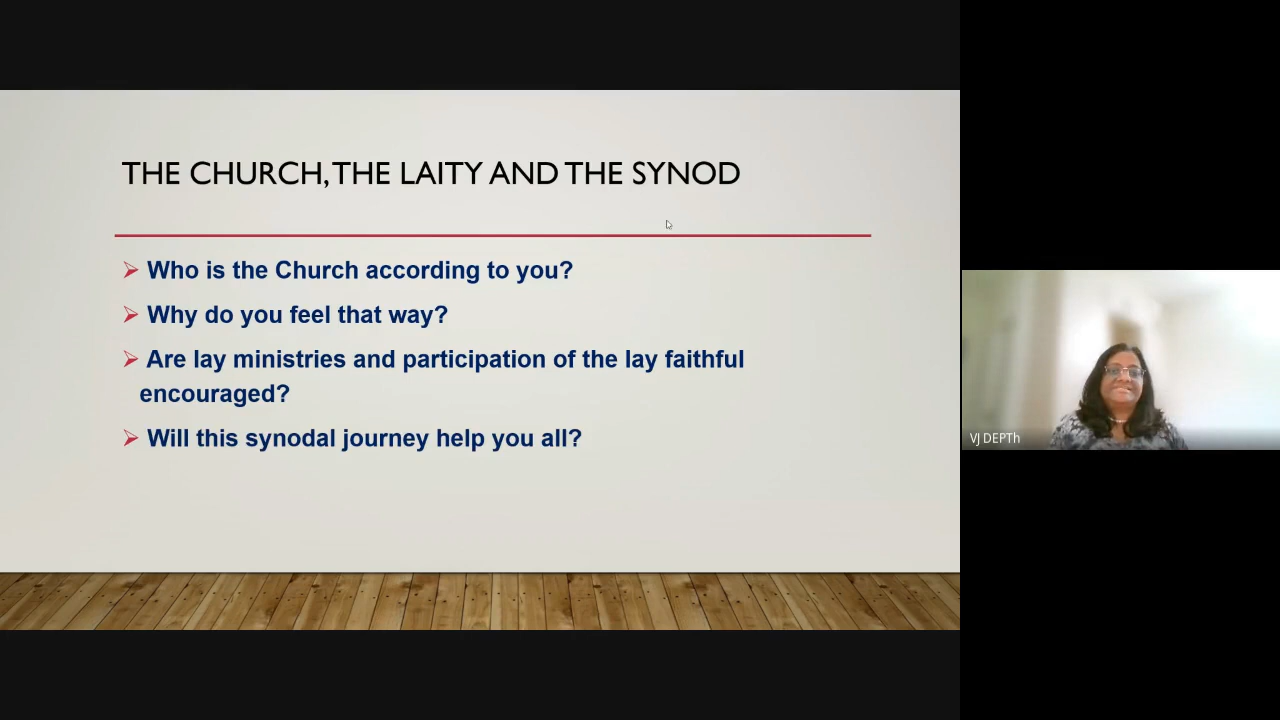 THE CHURCH, THE LAITY AND THE SYNOD
Who is the Church according to you?
Why do you feel that way?
Are lay ministries and participation of the lay faithful
encouraged?
Will this synodal journey help you all?
VJ DEPTh